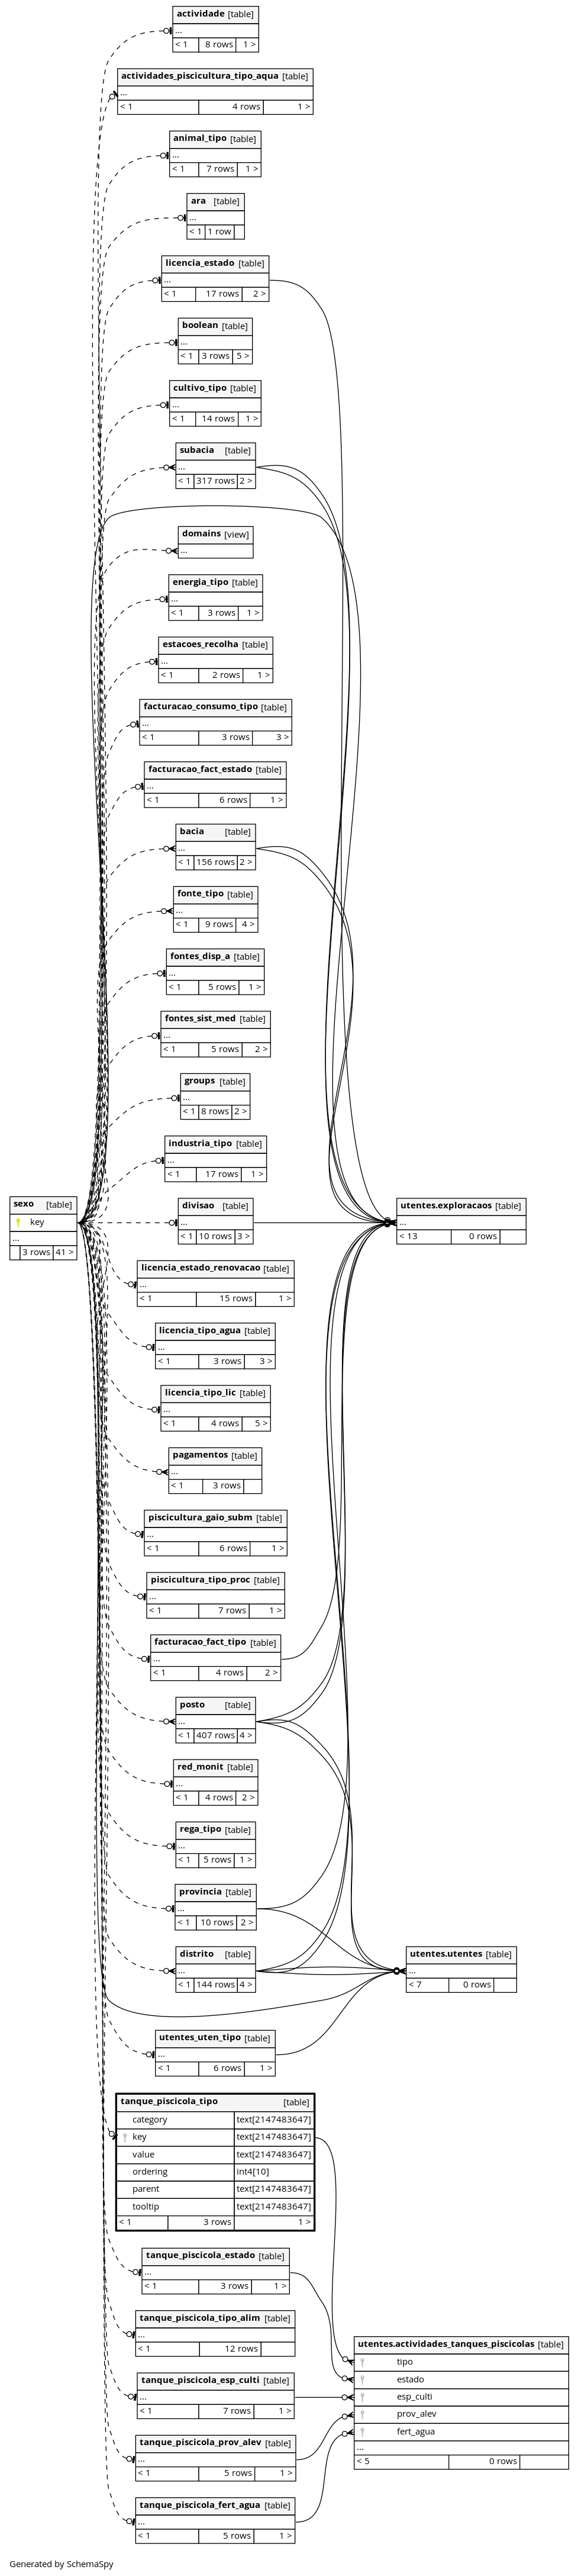 actividade [table]
...
< 1 8 rows 1 >
actividades_piscicultura_tipo_aqua [table]
...
< 1 4 rows 1 >
animal_tipo [table]
...
< 1 7 rows 1 >
ara [table]
...
< 1 1 row
licencia_estado [table]
...
< 1 17 rows 2 >
boolean [table]
...
< 1 3 rows 5 >
cultivo_tipo [table]
...
< 1 14 rows 1 >
subacia [table]
...
< 1 317 rows 2 >
domains [view]
...
energia_tipo [table]
...
< 1 3 rows 1 >
estacoes_recolha [table]
...
< 1 2 rows 1 >
facturacao_consumo_tipo [table]
...
< 1 3 rows 3 >
facturacao_fact_estado [table]
...
< 1 6 rows 1 >
bacia [table]
...
< 1 156 rows 2 >
fonte_tipo [table]
...
< 1 9 rows 4 >
fontes_disp_a [table]
...
< 1 5 rows 1 >
fontes_sist_med [table]
...
< 1 5 rows 2 >
groups [table]
...
< 1 8 rows 2 >
industria_tipo [table]
...
< 1 17 rows 1 >
sexo [table]
key
...
3 rows 41 >
divisao [table]
...
< 1 10 rows 3 >
utentes.exploracaos [table]
...
< 13 0 rows
licencia_estado_renovacao [table]
...
< 1 15 rows 1 >
licencia_tipo_agua [table]
...
< 1 3 rows 3 >
licencia_tipo_lic [table]
...
< 1 4 rows 5 >
pagamentos [table]
...
< 1 3 rows
piscicultura_gaio_subm [table]
...
< 1 6 rows 1 >
piscicultura_tipo_proc [table]
...
< 1 7 rows 1 >
facturacao_fact_tipo [table]
...
< 1 4 rows 2 >
posto [table]
...
< 1 407 rows 4 >
red_monit [table]
...
< 1 4 rows 2 >
rega_tipo [table]
...
< 1 5 rows 1 >
provincia [table]
...
< 1 10 rows 2 >
distrito [table]
...
< 1 144 rows 4 >
utentes.utentes [table]
...
< 7 0 rows
utentes_uten_tipo [table]
...
< 1 6 rows 1 >
tanque_piscicola_tipo [table]
category text[2147483647]
key text[2147483647]
value text[2147483647]
ordering int4[10]
parent text[2147483647]
tooltip text[2147483647]
< 1 3 rows 1 >
tanque_piscicola_estado [table]
...
< 1 3 rows 1 >
tanque_piscicola_tipo_alim [table]
...
< 1 12 rows
tanque_piscicola_esp_culti [table]
...
< 1 7 rows 1 >
tanque_piscicola_prov_alev [table]
...
< 1 5 rows 1 >
tanque_piscicola_fert_agua [table]
...
< 1 5 rows 1 >
utentes.actividades_tanques_piscicolas [table]
tipo
estado
esp_culti
prov_alev
fert_agua
...
< 5 0 rows
Generated by SchemaSpy